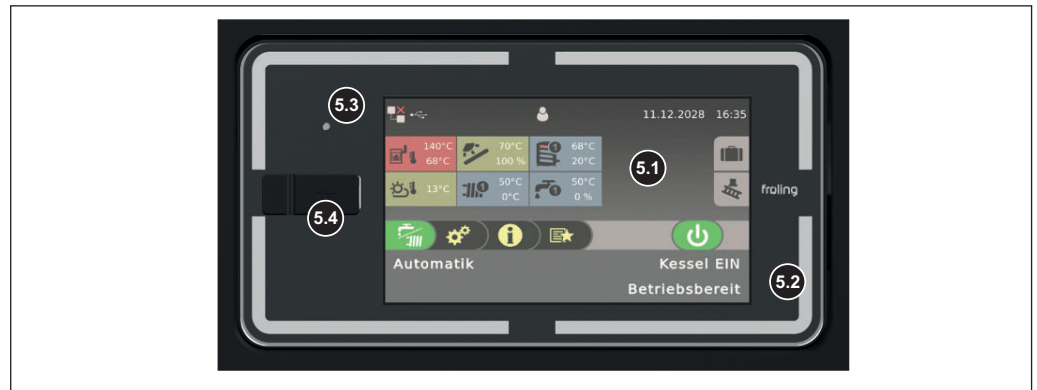 5.3
11.12.2028 16:35
140°C 70°C 68°C
68°C 100 % 20°C
5.1
13°C 50°C 50°C
0°C 0 %
froling
5.4
Automatik Kessel EIN
5.2
Betriebsbereit